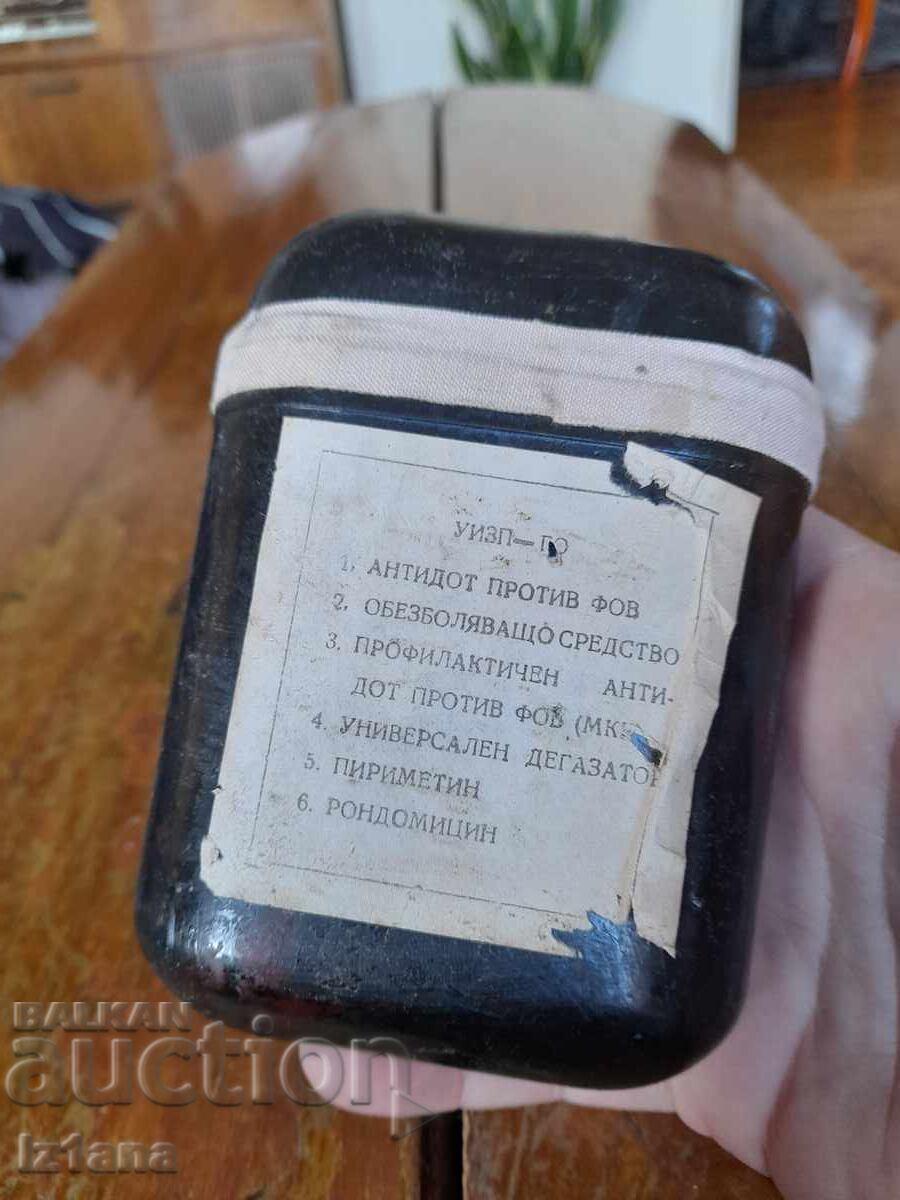 УИЗП—ГО
1. АНТИДОТ ПРОТИВ ФОВ
2. ОБЕЗБОЛЯВАЩО СРЕДСТВО
3. ПРОФИЛАКТИЧЕН АНТИ-
ДОТ ПРОТИВ ФОВ
4. УНИВЕРСАЛЕН ДЕГАЗАТОР
5. ПИРИМЕТИН
6. РОНДОМИЦИН
BALKAN
auction
Iz1ana